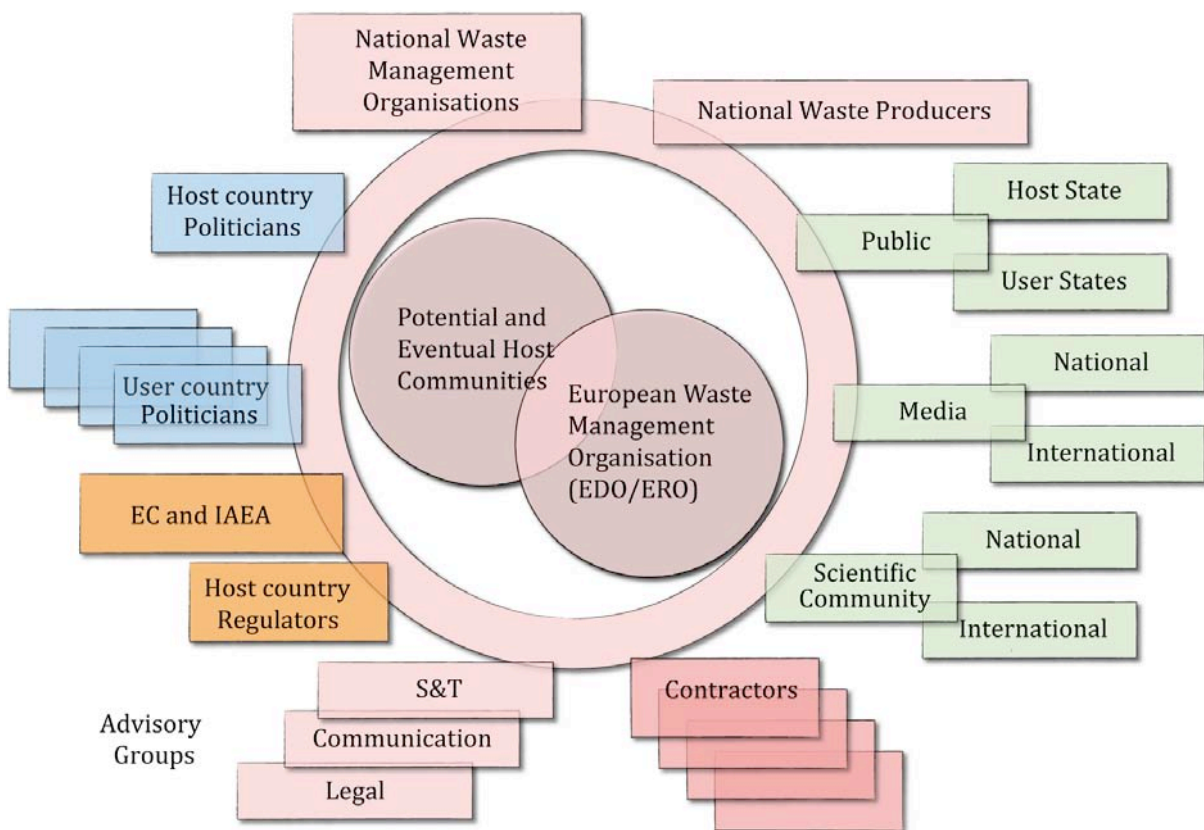 National Waste
Management
Organisations
National Waste Producers
Host country
Politicians
Host State
Public
User States
Potential and
Eventual Host
Communities
European Waste
Management
Organisation
(EDO/ERO)
User country
Politicians
National
Media
International
EC and IAEA
Host country
Regulators
National
Scientific
Community
International
S&T
Advisory
Groups
Communication
Legal
Contractors